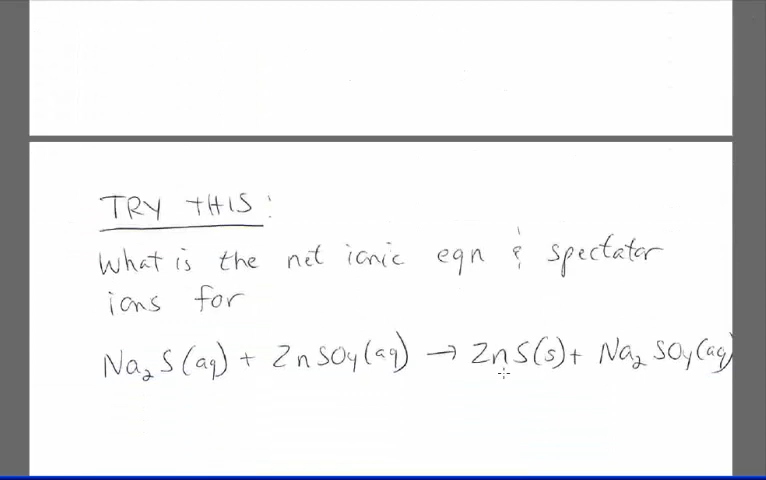 TRY THIS:
What is the net ionic eqn & spectator
ions for
Na₂S(aq) + ZnSO₄(aq) → ZnS(s) + Na₂SO₄(aq)